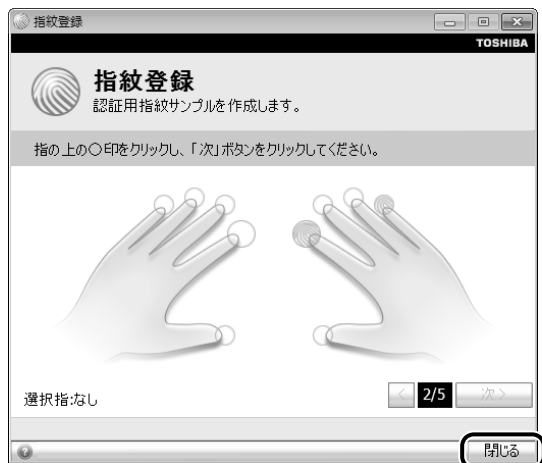 指紋登録
TOSHIBA
指紋登録
認証用指紋サンプルを作成します。
指の上の○印をクリックし、「次」ボタンをクリックしてください。
選択指:なし
< 2/5 次 >
閉じる